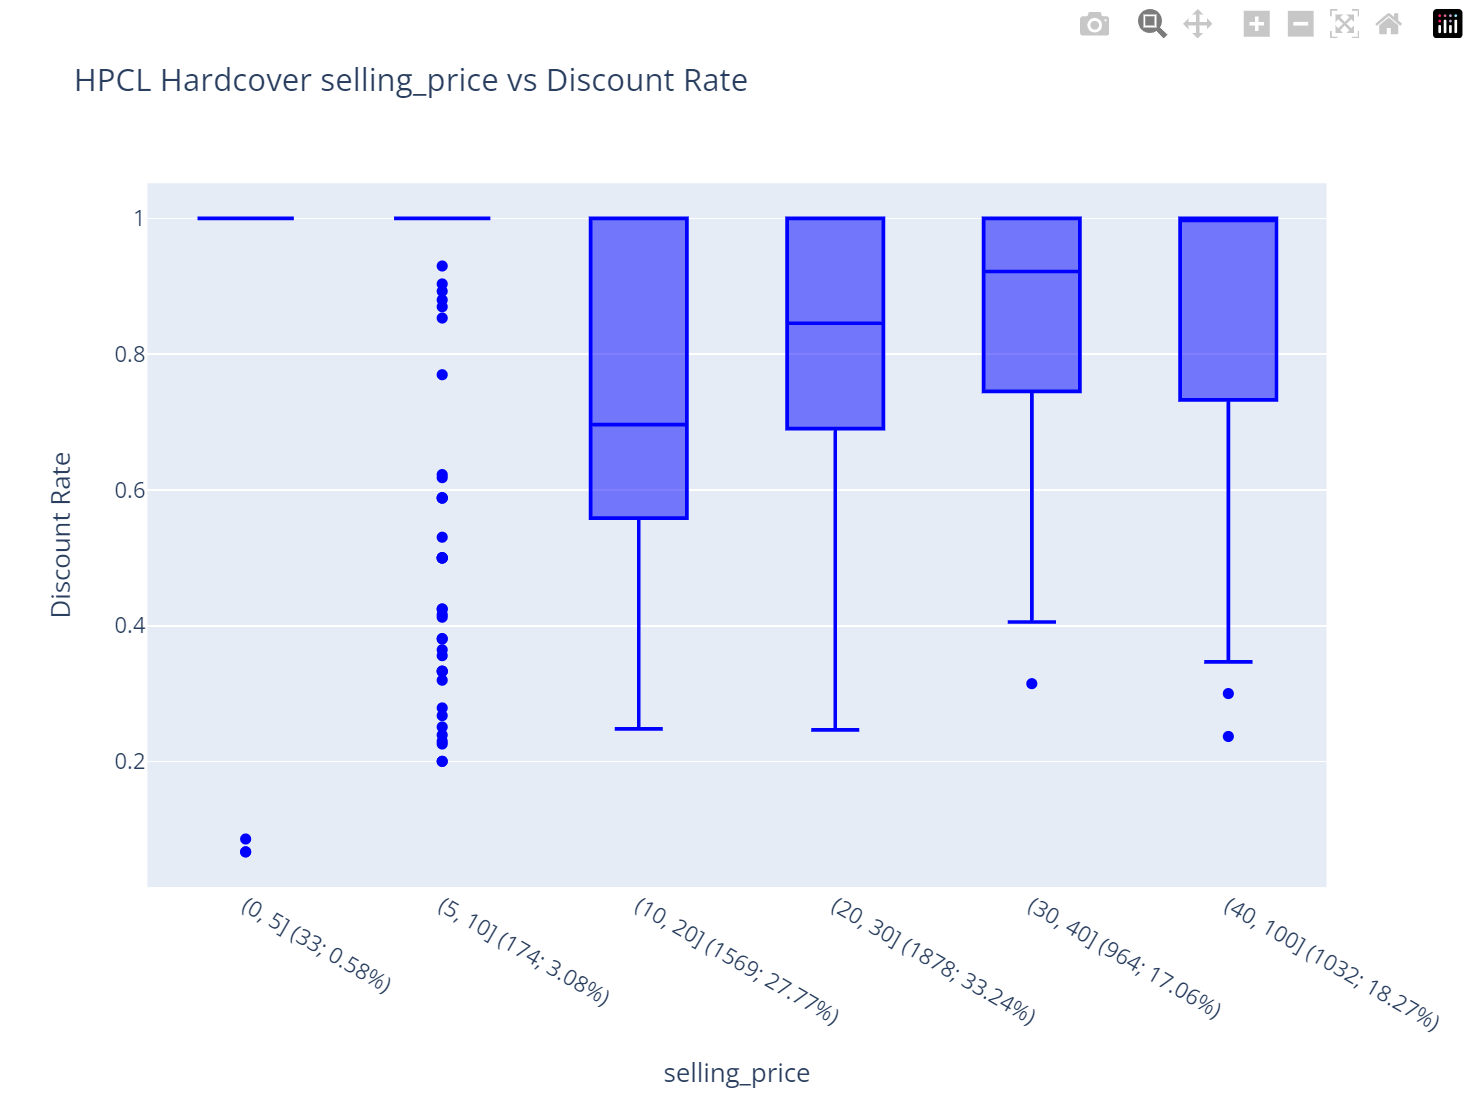 HPCL Hardcover selling_price vs Discount Rate
1
0.8
0.6
0.4
0.2
Discount Rate
(0, 5] (33; 0.58%)
(5, 10] (174; 3.08%)
(10, 20] (1569; 27.77%)
(20, 30] (1878; 33.24%)
(30, 40] (964; 17.06%)
(40, 100] (1032; 18.27%)
selling_price